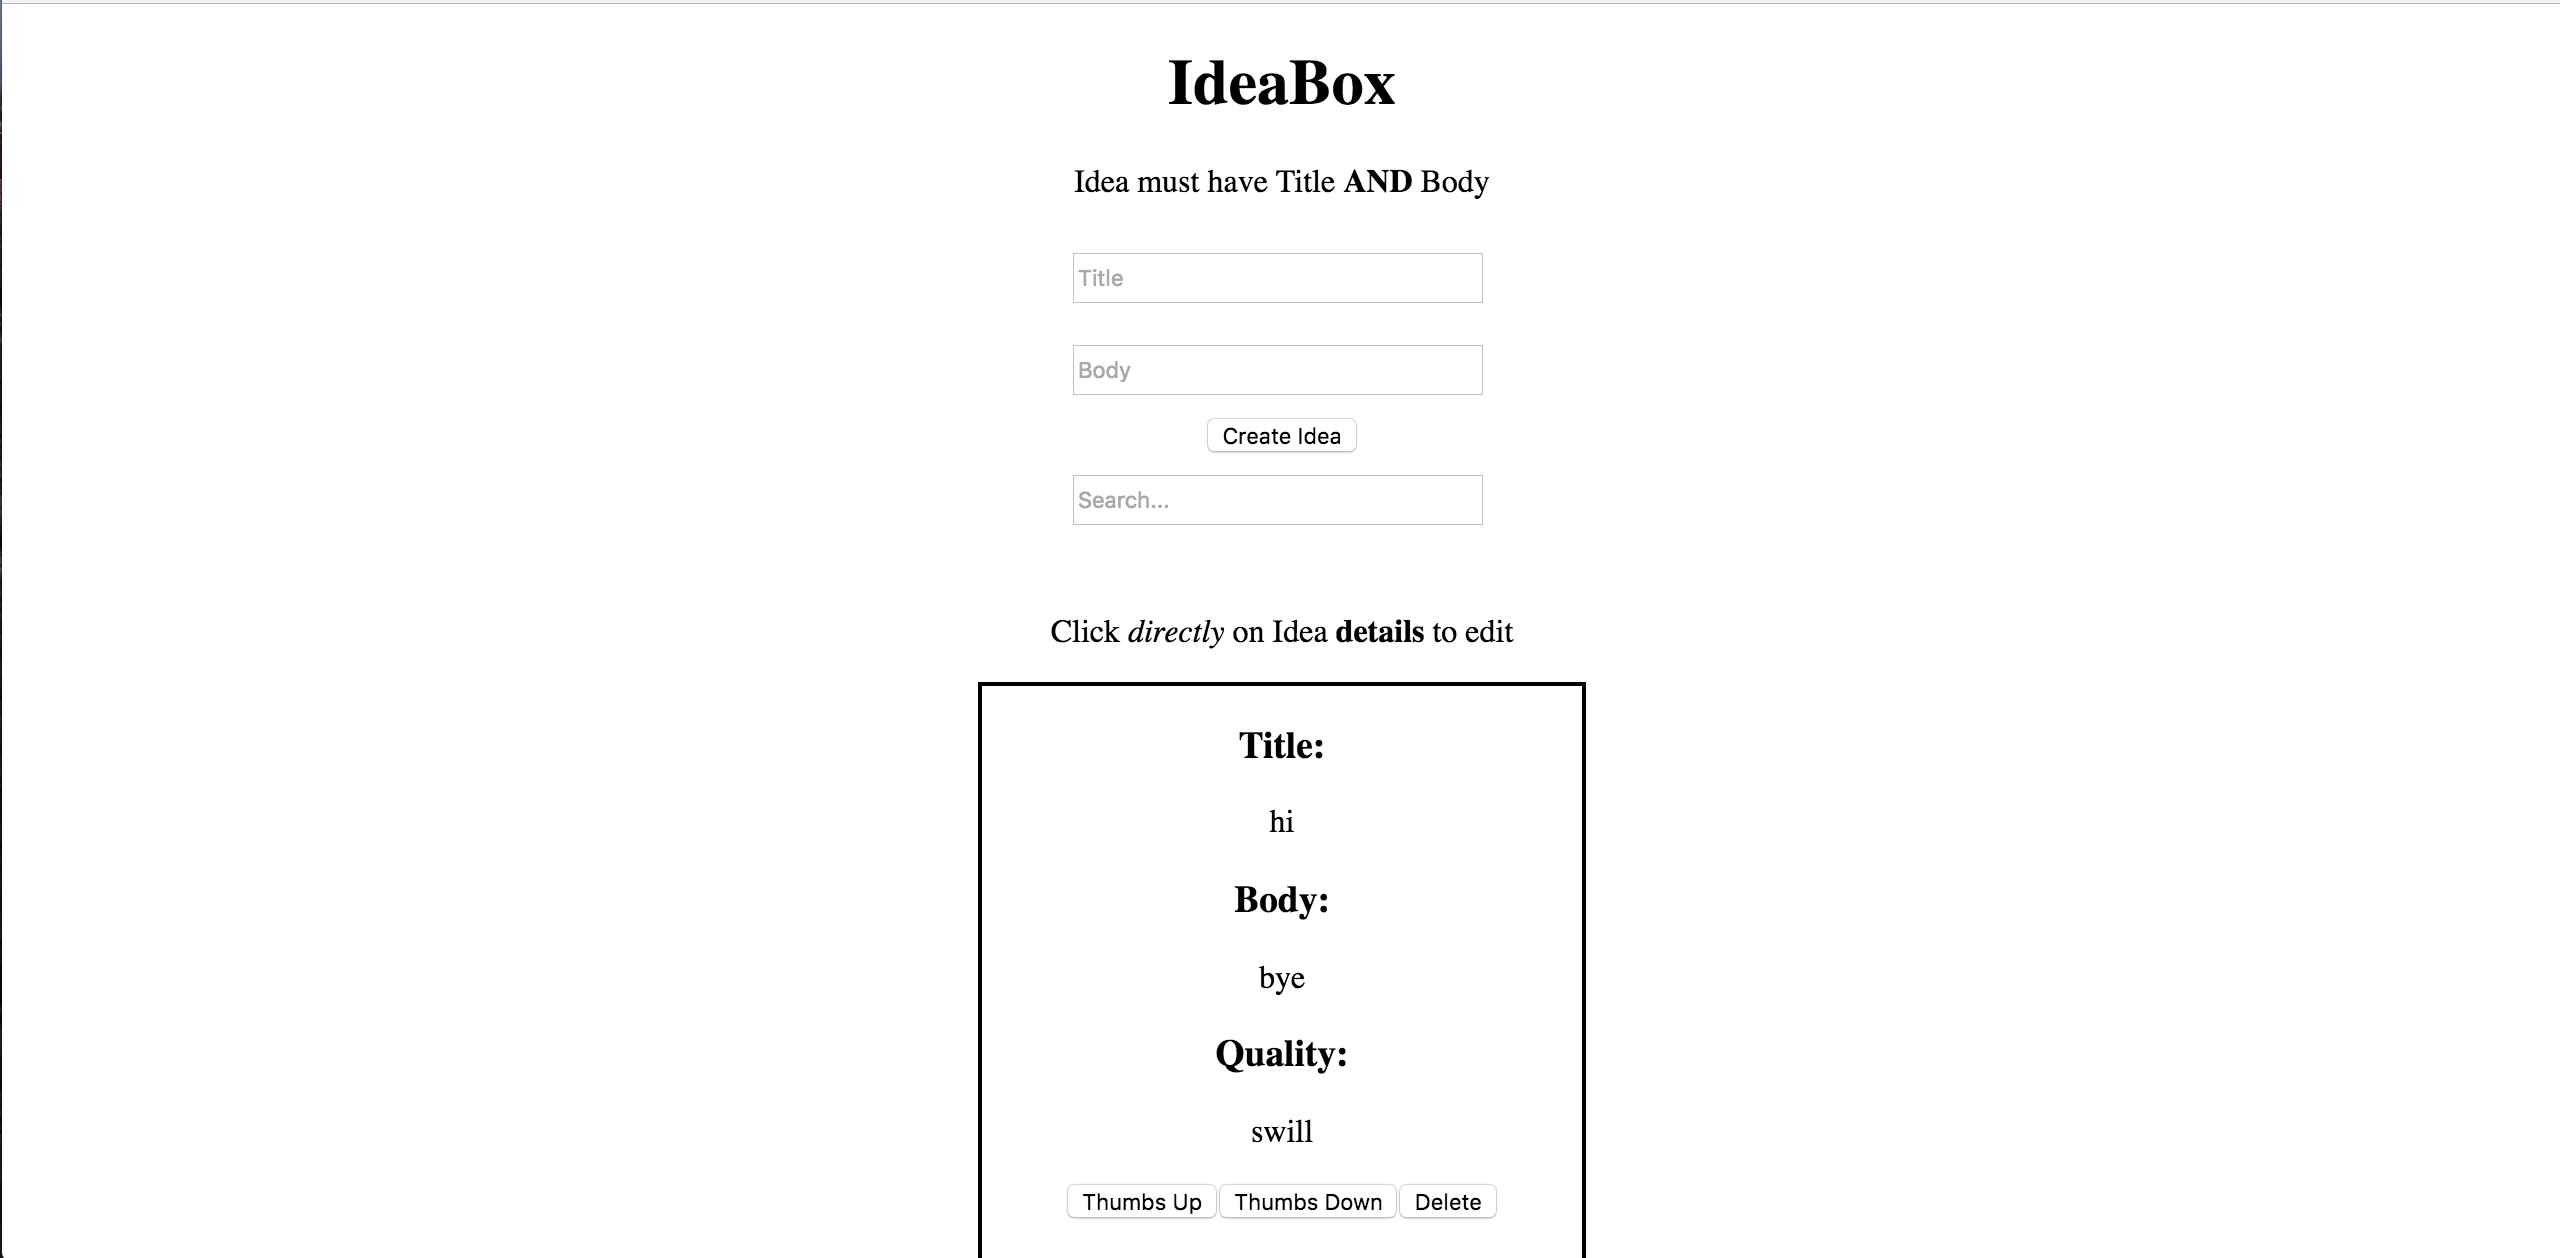 IdeaBox
Idea must have Title AND Body
Title
Body
Create Idea
Search...
Click directly on Idea details to edit
Title:
hi
Body:
bye
Quality:
swill
Thumbs Up Thumbs Down Delete